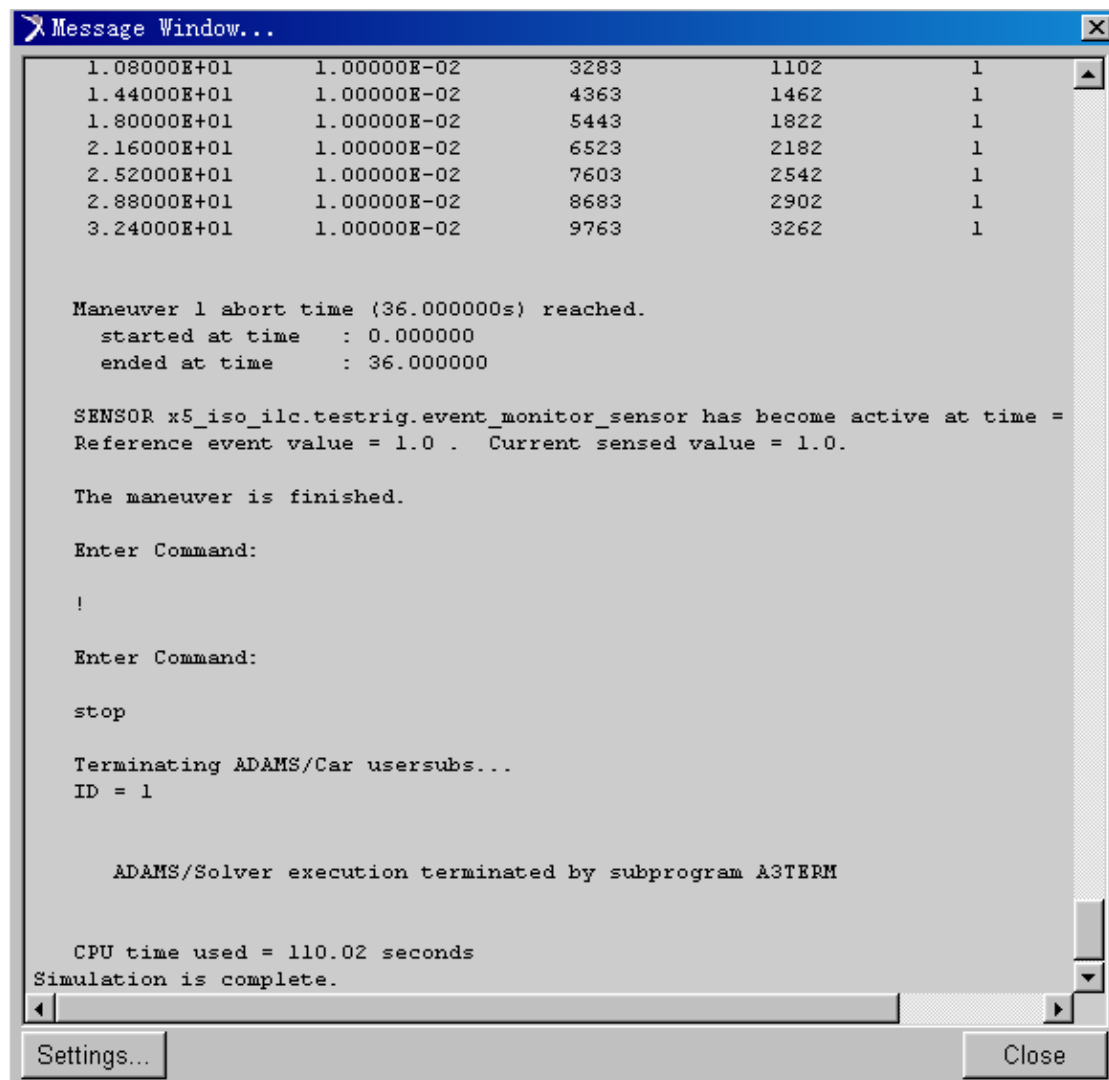 Message Window...
1.08000E+01 1.00000E-02 3283 1102 1
1.44000E+01 1.00000E-02 4363 1462 1
1.80000E+01 1.00000E-02 5443 1822 1
2.16000E+01 1.00000E-02 6523 2182 1
2.52000E+01 1.00000E-02 7603 2542 1
2.88000E+01 1.00000E-02 8683 2902 1
3.24000E+01 1.00000E-02 9763 3262 1
Maneuver 1 abort time (36.000000s) reached.
started at time : 0.000000
ended at time : 36.000000
SENSOR x5_iso_ilc.testrig.event_monitor_sensor has become active at time =
Reference event value = 1.0 . Current sensed value = 1.0.
The maneuver is finished.
Enter Command:
!
Enter Command:
stop
Terminating ADAMS/Car usersubs...
ID = 1
ADAMS/Solver execution terminated by subprogram A3TERM
CPU time used = 110.02 seconds
Simulation is complete.
Settings... Close